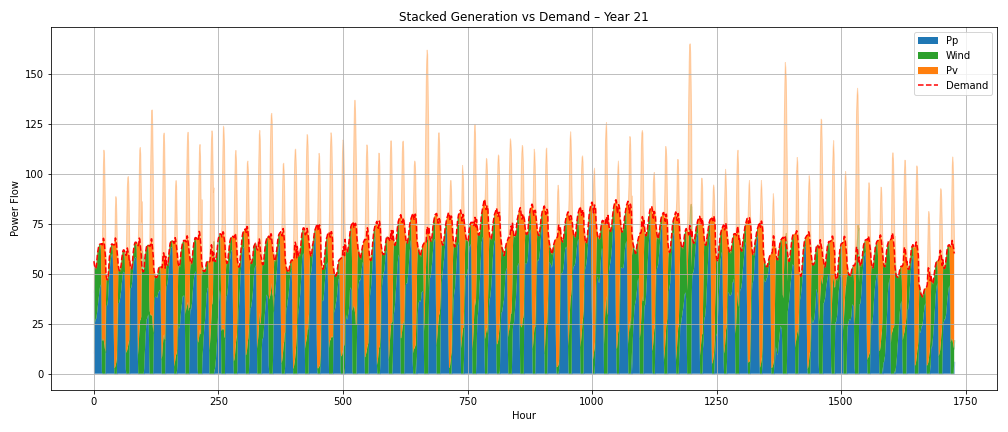 Stacked Generation vs Demand – Year 21
Power Flow
150
125
100
75
50
25
0
Pp
Wind
Pv
Demand
0 250 500 750 1000 1250 1500 1750
Hour